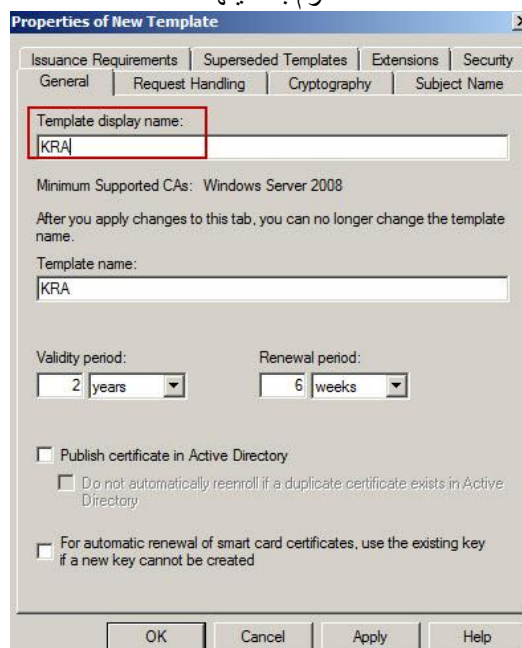 Properties of New Template
Issuance Requirements Superseded Templates Extensions Security
General Request Handling Cryptography Subject Name
Template display name:
KRA
Minimum Supported CAs: Windows Server 2008
After you apply changes to this tab, you can no longer change the template
name.
Template name:
KRA
Validity period: Renewal period:
2 years 6 weeks
Publish certificate in Active Directory
Do not automatically reenroll if a duplicate certificate exists in Active
Directory
For automatic renewal of smart card certificates, use the existing key
if a new key cannot be created
OK Cancel Apply Help